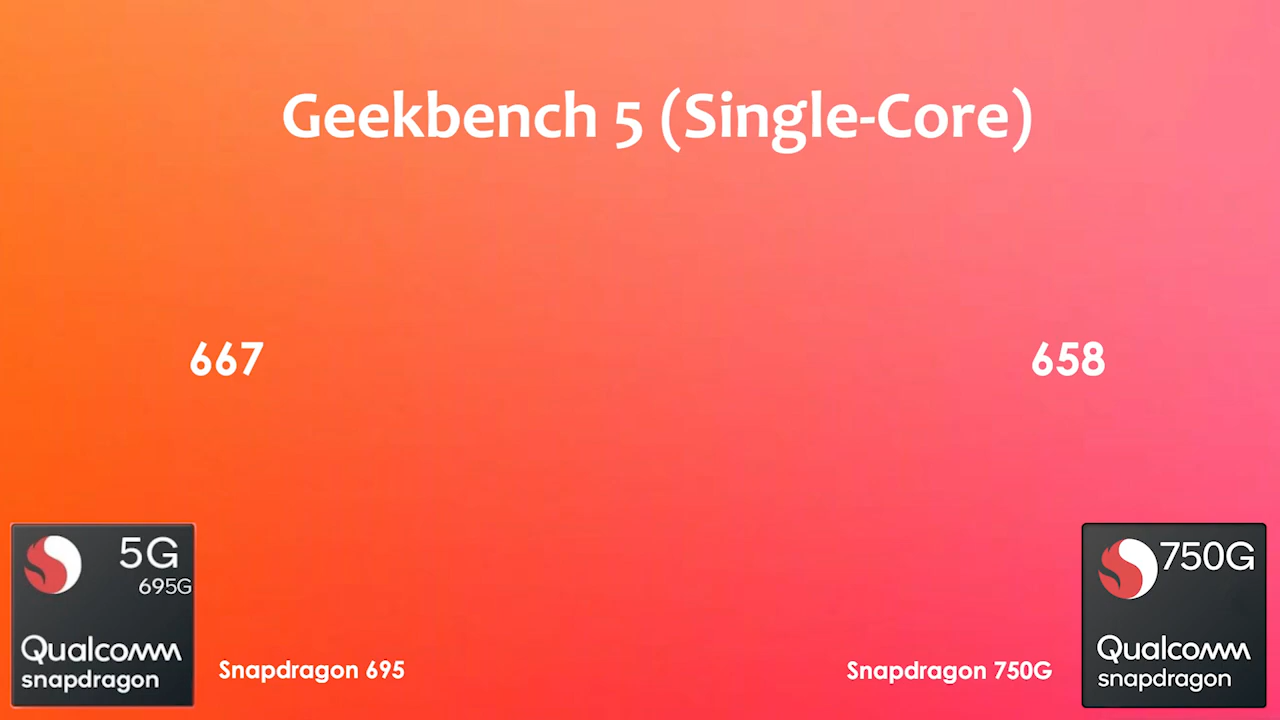 Geekbench 5 (Single-Core)
667
658
5G
695G
Qualcomm
snapdragon
Snapdragon 695
Snapdragon 750G
750G
Qualcomm
snapdragon